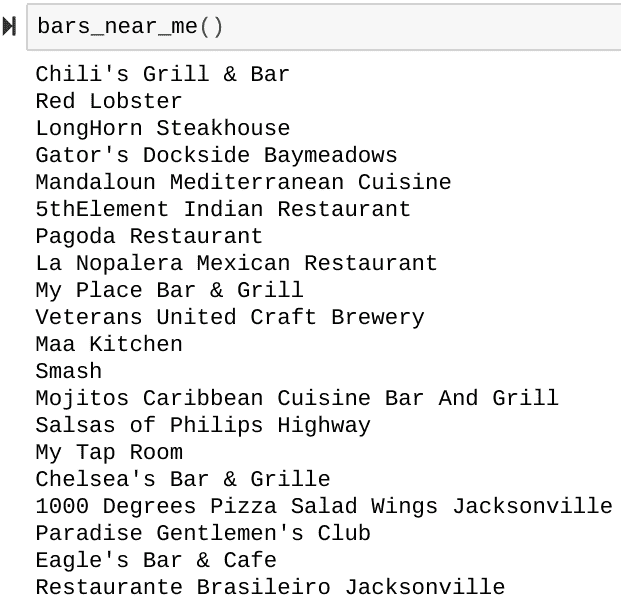 bars_near_me()
Chili's Grill & Bar
Red Lobster
LongHorn Steakhouse
Gator's Dockside Baymeadows
Mandaloun Mediterranean Cuisine
5thElement Indian Restaurant
Pagoda Restaurant
La Nopalera Mexican Restaurant
My Place Bar & Grill
Veterans United Craft Brewery
Maa Kitchen
Smash
Mojitos Caribbean Cuisine Bar And Grill
Salsas of Philips Highway
My Tap Room
Chelsea's Bar & Grille
1000 Degrees Pizza Salad Wings Jacksonville
Paradise Gentlemen's Club
Eagle's Bar & Cafe
Restaurante Brasileiro Jacksonville